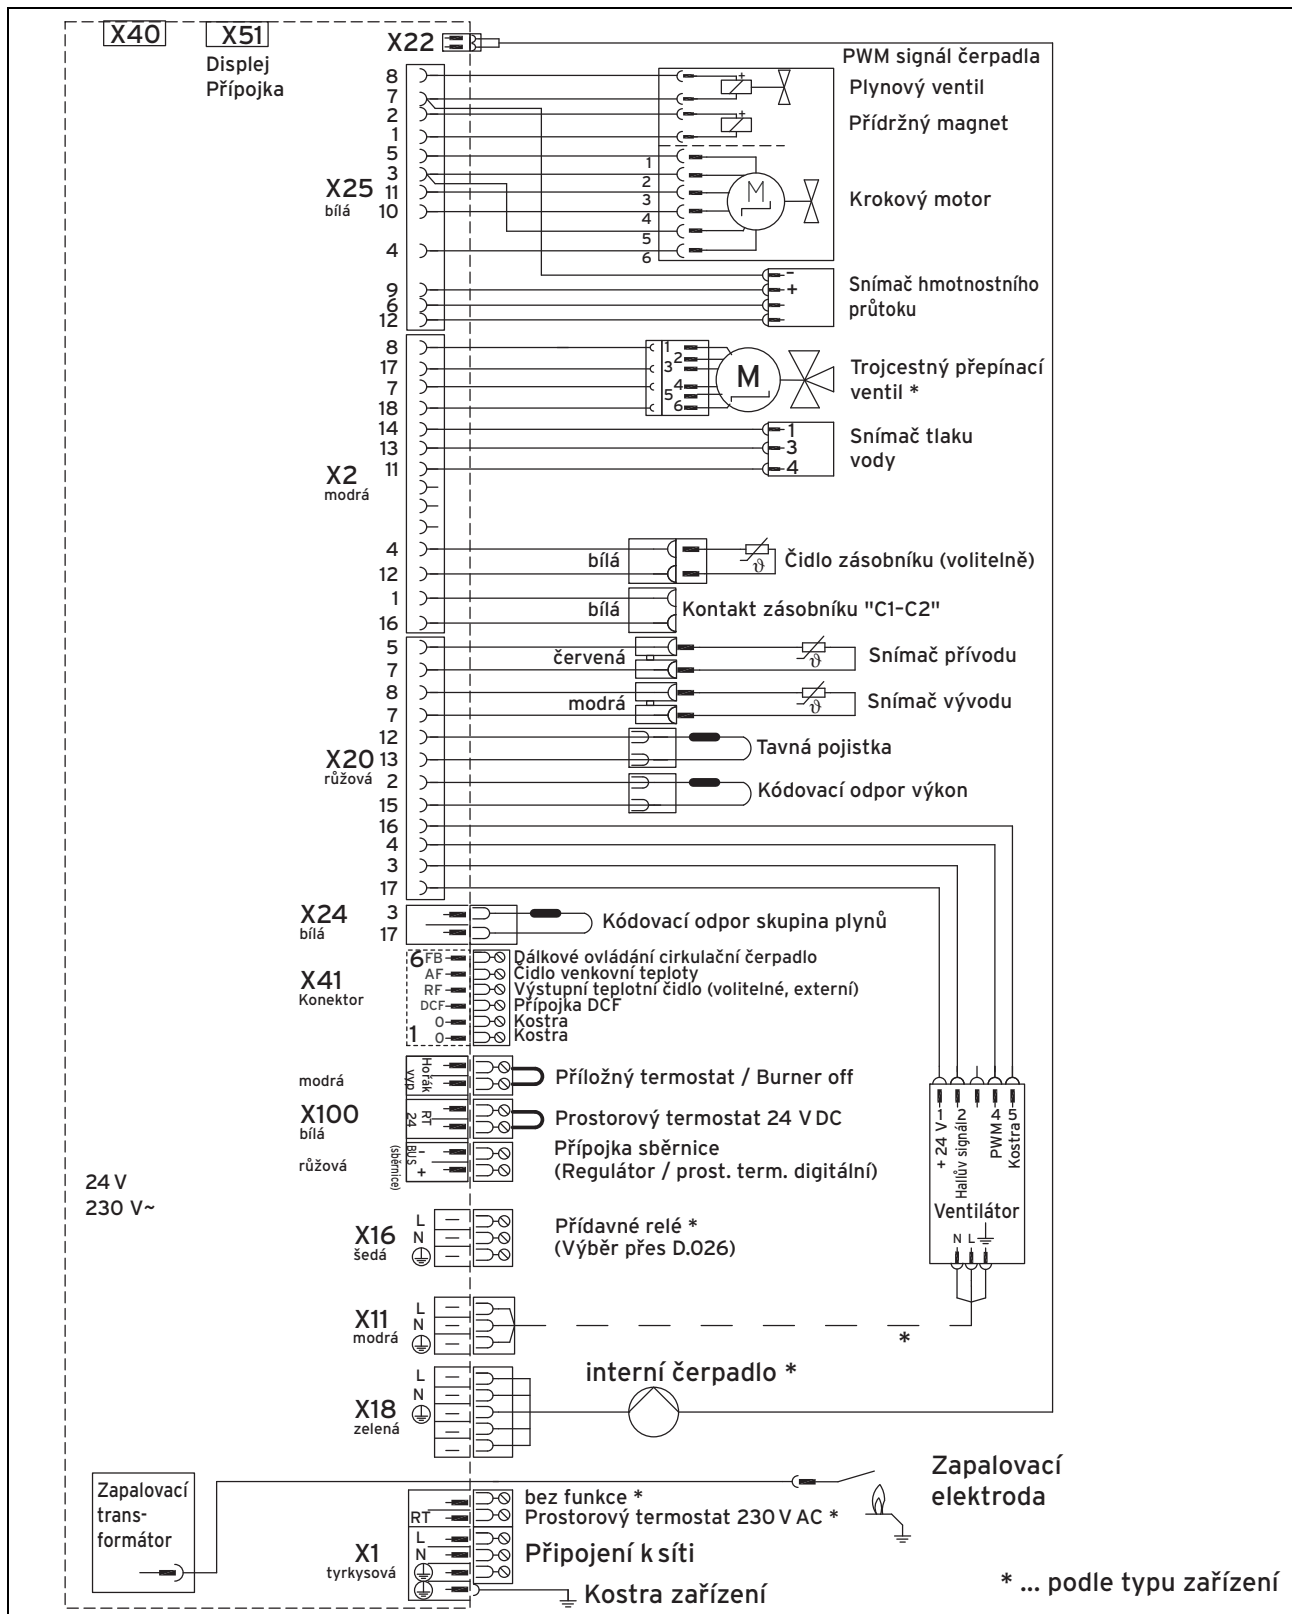 X40
X51
Displej
Přípojka
X22
PWM signál čerpadla
8
7
2
1
5
3
11
10
4
9
6
12
X25
bílá
+
Plynový ventil
+
Přídržný magnet
1
2
3
4
5
6
M
Krokový motor
-
+
Snímač hmotnostního
průtoku
8
17
7
18
14
13
11
X2
modrá
4
12
1
16
1
2
3
4
5
6
M
Trojcestný přepínací
ventil *
1
3
4
Snímač tlaku
vody
bílá
ϑ
Čidlo zásobníku (volitelně)
bílá
Kontakt zásobníku "C1-C2"
5
7
8
7
12
13
2
15
16
4
3
17
X20
růžová
červená
ϑ
Snímač přívodu
modrá
ϑ
Snímač vývodu
Tavná pojistka
Kódovací odpor výkon
X24
bílá
3
17
Kódovací odpor skupina plynů
X41
Konektor
6 FB Dálkové ovládání cirkulační čerpadlo
AF Čidlo venkovní teploty
RF Výstupní teplotní čidlo (volitelné, externí)
DCF Přípojka DCF
0 Kostra
1 0 Kostra
modrá
Hořák
vyp
Příložný termostat / Burner off
X100
bílá
RT
24
Prostorový termostat 24 V DC
růžová
BUS
(sběrnice)
-
+
Přípojka sběrnice
(Regulátor / prost. term. digitální)
1 2 4 5
+ 24 V
Hallův signál
PWM
Kostra
Ventilátor
N L
24 V
230 V~
X16
šedá
L
N
Přídavné relé *
(Výběr přes D.026)
X11
modrá
L
N
*
X18
zelená
L
N
interní čerpadlo *
Zapalovací
trans-
formátor
Zapalovací
elektroda
X1
tyrkysová
bez funkce *
RT Prostorový termostat 230 V AC *
L
N
Připojení k síti
Kostra zařízení
* ... podle typu zařízení